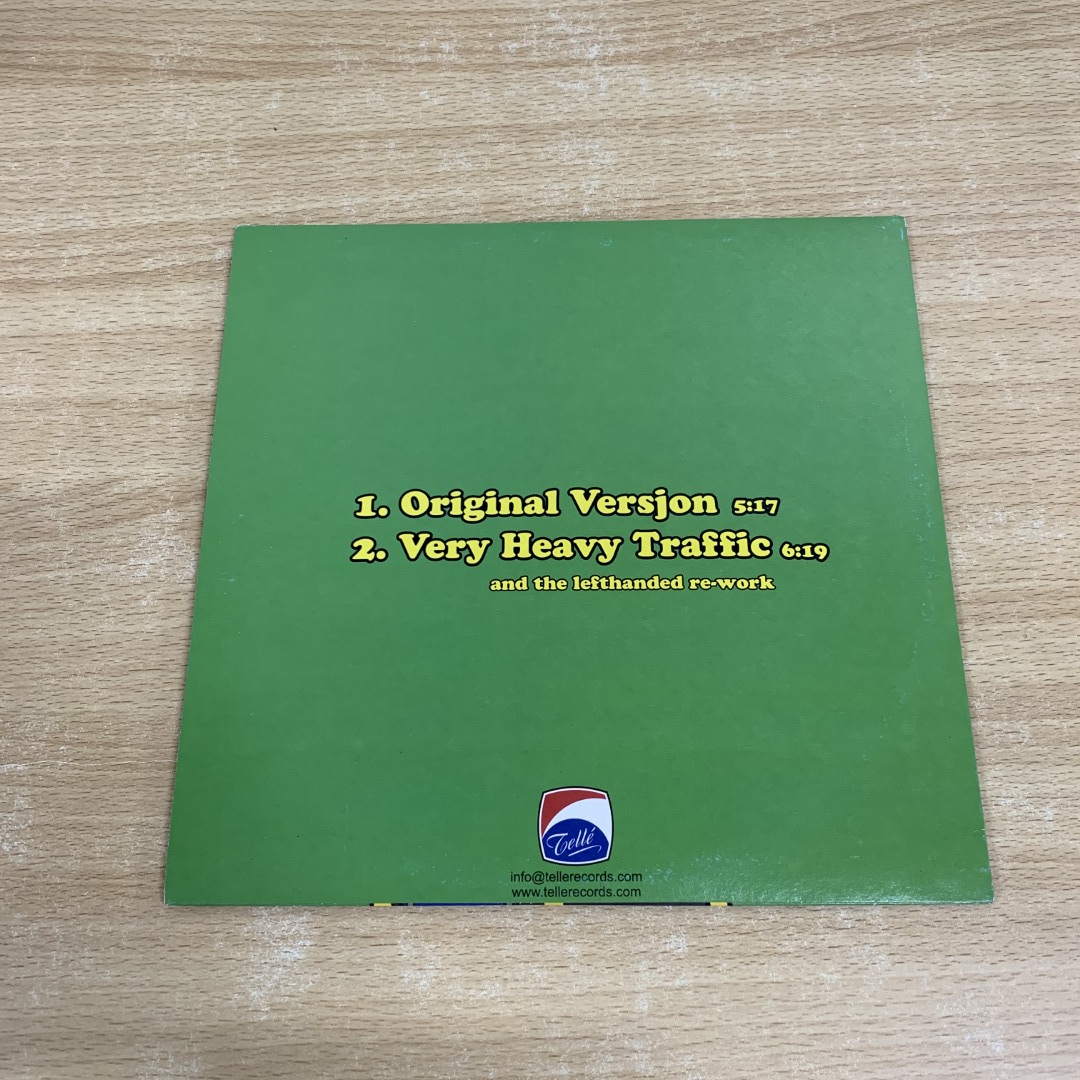 1. Original Versjon 5:17
2. Very Heavy Traffic 6:19
and the lefthanded re-work
Tellé
info@tellerecords.com
www.tellerecords.com